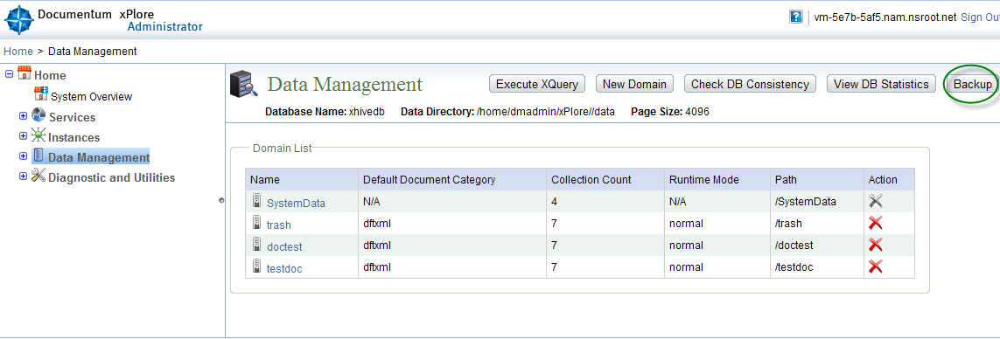 Documentum xPlore
Administrator
vm-5e7b-5af5.nam.nsroot.net Sign Out
Home > Data Management
Home
System Overview
Services
Instances
Data Management
Diagnostic and Utilities
Data Management
Execute XQuery New Domain Check DB Consistency View DB Statistics Backup
Database Name: xhivedb Data Directory: /home/dmadmin/xPlore//data Page Size: 4096
Domain List
Name Default Document Category Collection Count Runtime Mode Path Action
SystemData N/A 4 N/A /SystemData
trash dftxml 7 normal /trash
doctest dftxml 7 normal /doctest
testdoc dftxml 7 normal /testdoc